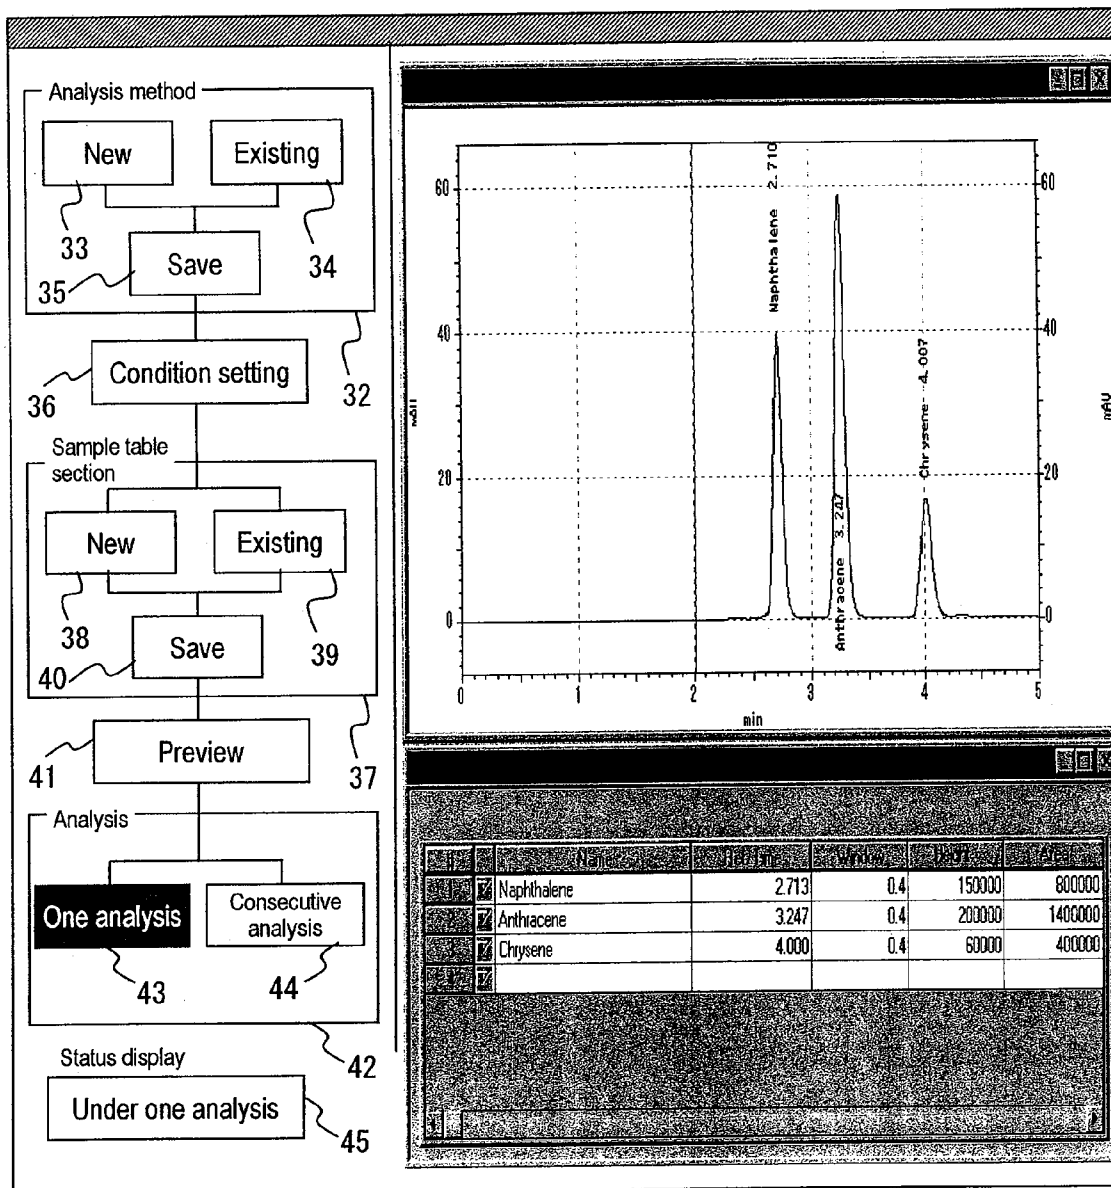 Analysis method
New
Existing
33
34
Save
35
Condition setting
36
32
Sample table
section
New
Existing
38
39
Save
40
Preview
41
37
Analysis
One analysis
Consecutive
analysis
43
44
42
Status display
Under one analysis
45
60
40
20
0
mAU
Naphthalene 2.710
Anthracene 3.247
Chrysene 4.007
60
40
20
0
mAU
0 1 2 3 4 5
min
Name Window Area
Naphthalene 2.713 0.4 150000 800000
Anthracene 3.247 0.4 200000 1400000
Chrysene 4.000 0.4 60000 400000